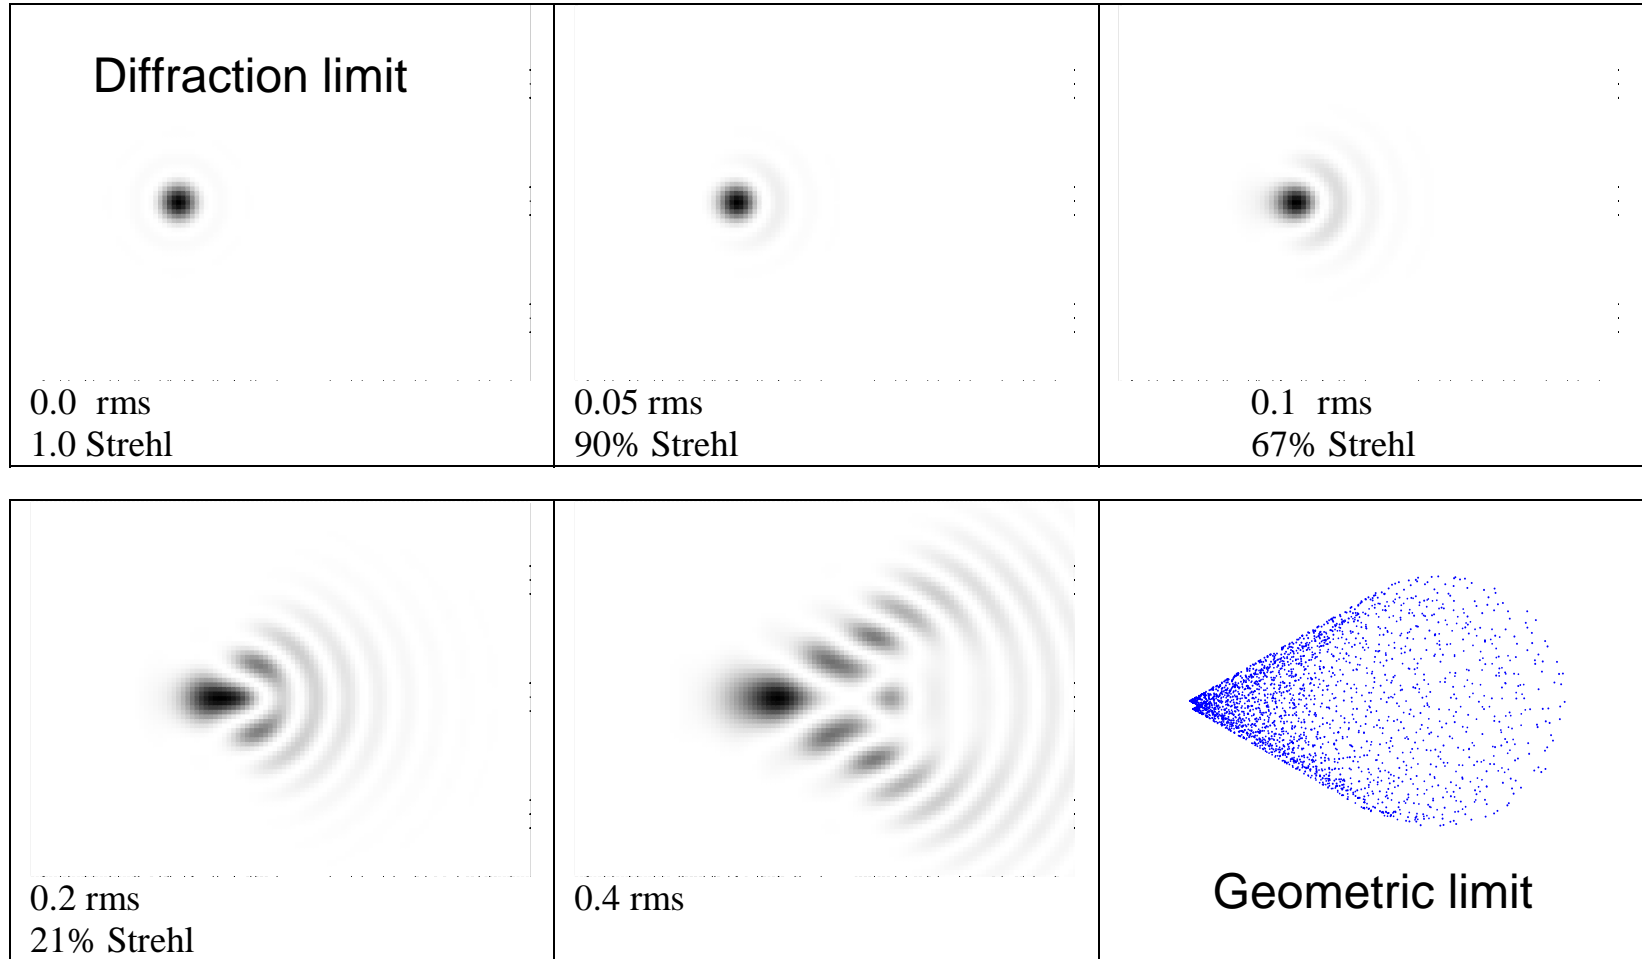 Diffraction limit
0.0  rms
1.0 Strehl
0.05 rms
90% Strehl
0.1  rms
67% Strehl
0.2 rms
21% Strehl
0.4 rms
Geometric limit